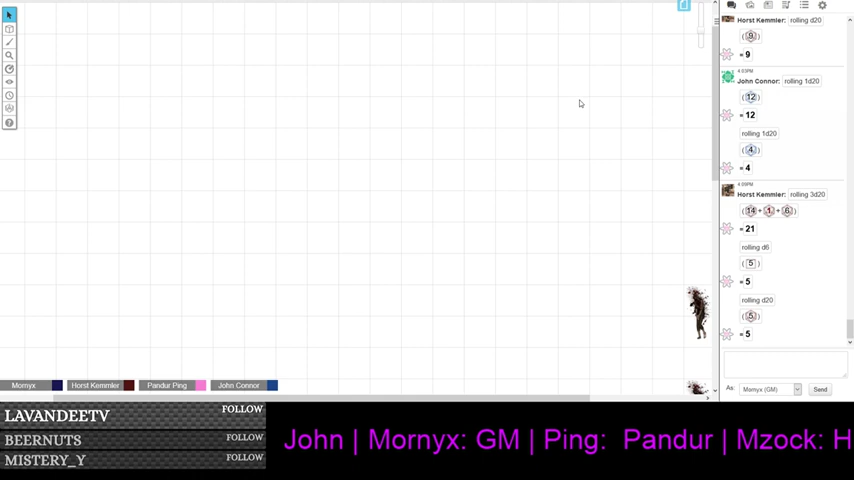 Horst Kemmler: rolling d20
(9)
= 9
4:03PM
John Connor: rolling 1d20
(12)
= 12
rolling 1d20
(4)
= 4
4:05PM
Horst Kemmler: rolling 3d20
(14+1+6)
= 21
rolling d6
(5)
= 5
rolling d20
(5)
= 5
As Mornyx (GM) Send
Mornyx Horst Kemmler Pandur Ping John Connor
LAVANDEETV FOLLOW
BEERNUTS FOLLOW
MISTERY_Y FOLLOW
John | Mornyx: GM | Ping: Pandur | Mzock: H